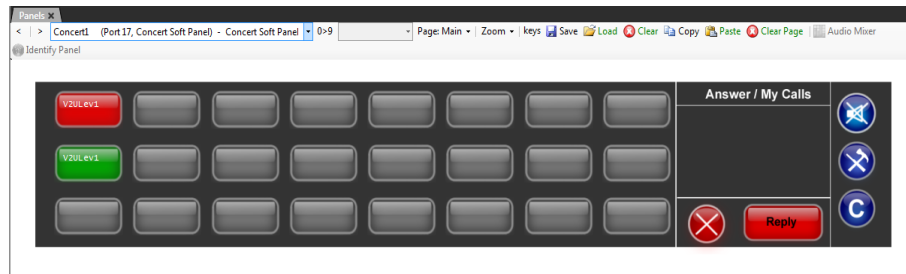 Panels ×
< | > Concert1 (Port 17, Concert Soft Panel) - Concert Soft Panel 0>9 Page: Main Zoom keys Save Load Clear Copy Paste Clear Page Audio Mixer
Identify Panel
V2ULev1
Answer / My Calls
V2ULev1
C
Reply